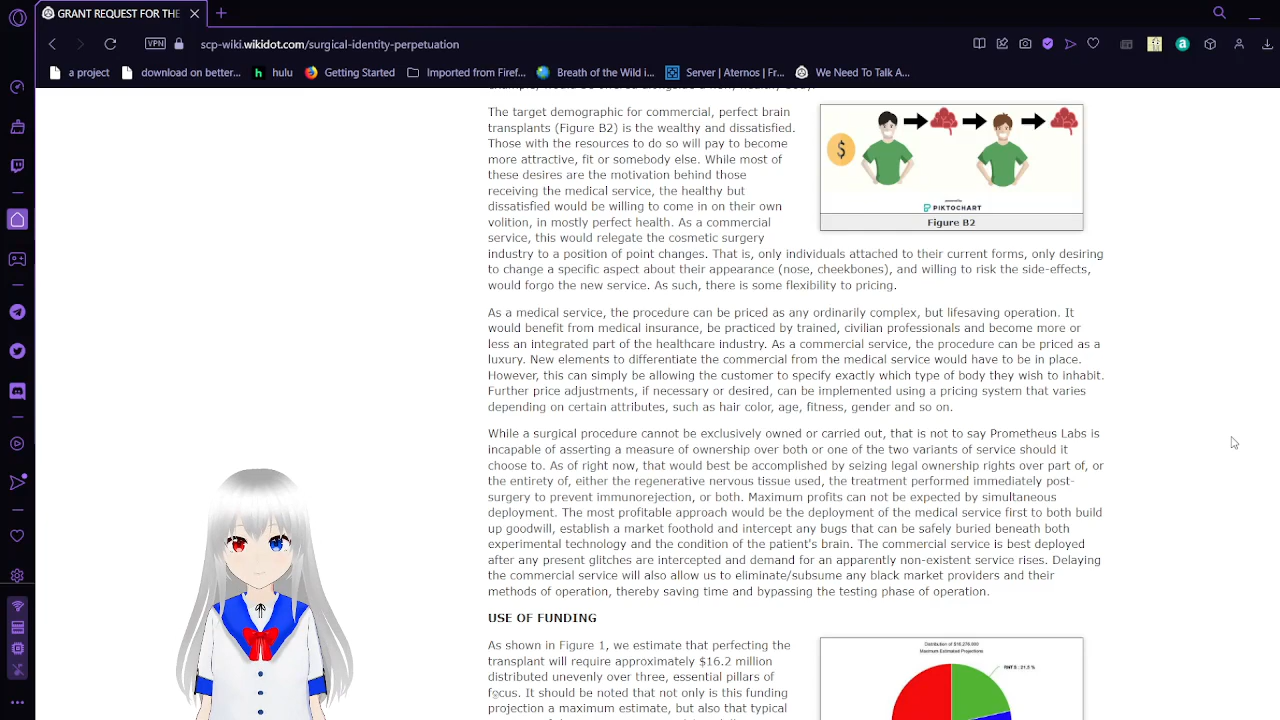 GRANT REQUEST FOR THE
VPN
scp-wiki.wikidot.com/surgical-identity-perpetuation
a project
download on better...
hulu
Getting Started
Imported from Firef...
Breath of the Wild i...
Server | Aternos | Fr...
We Need To Talk A...
The target demographic for commercial, perfect brain
transplants (Figure B2) is the wealthy and dissatisfied.
Those with the resources to do so will pay to become
more attractive, fit or somebody else. While most of
these desires are the motivation behind those
receiving the medical service, the healthy but
dissatisfied would be willing to come in on their own
volition, in mostly perfect health. As a commercial
service, this would relegate the cosmetic surgery
industry to a position of point changes. That is, only individuals attached to their current forms, only desiring
to change a specific aspect about their appearance (nose, cheekbones), and willing to risk the side-effects,
would forgo the new service. As such, there is some flexibility to pricing.
$
powered by
PIKTOCHART
Figure B2
As a medical service, the procedure can be priced as any ordinarily complex, but lifesaving operation. It
would benefit from medical insurance, be practiced by trained, civilian professionals and become more or
less an integrated part of the healthcare industry. As a commercial service, the procedure can be priced as a
luxury. New elements to differentiate the commercial from the medical service would have to be in place.
However, this can simply be allowing the customer to specify exactly which type of body they wish to inhabit.
Further price adjustments, if necessary or desired, can be implemented using a pricing system that varies
depending on certain attributes, such as hair color, age, fitness, gender and so on.
While a surgical procedure cannot be exclusively owned or carried out, that is not to say Prometheus Labs is
incapable of asserting a measure of ownership over both or one of the two variants of service should it
choose to. As of right now, that would best be accomplished by seizing legal ownership rights over part of, or
the entirety of, either the regenerative nervous tissue used, the treatment performed immediately post-
surgery to prevent immunorejection, or both. Maximum profits can not be expected by simultaneous
deployment. The most profitable approach would be the deployment of the medical service first to both build
up goodwill, establish a market foothold and intercept any bugs that can be safely buried beneath both
experimental technology and the condition of the patient's brain. The commercial service is best deployed
after any present glitches are intercepted and demand for an apparently non-existent service rises. Delaying
the commercial service will also allow us to eliminate/subsume any black market providers and their
methods of operation, thereby saving time and bypassing the testing phase of operation.
USE OF FUNDING
As shown in Figure 1, we estimate that perfecting the
transplant will require approximately $16.2 million
spread unevenly over three, essential pillars of
focus. It should be noted that not only is this funding
projection a maximum estimate, but also that typical
Distribution of $16,276,000
Maximum Estimated Projections
RNT S : 21.5 %